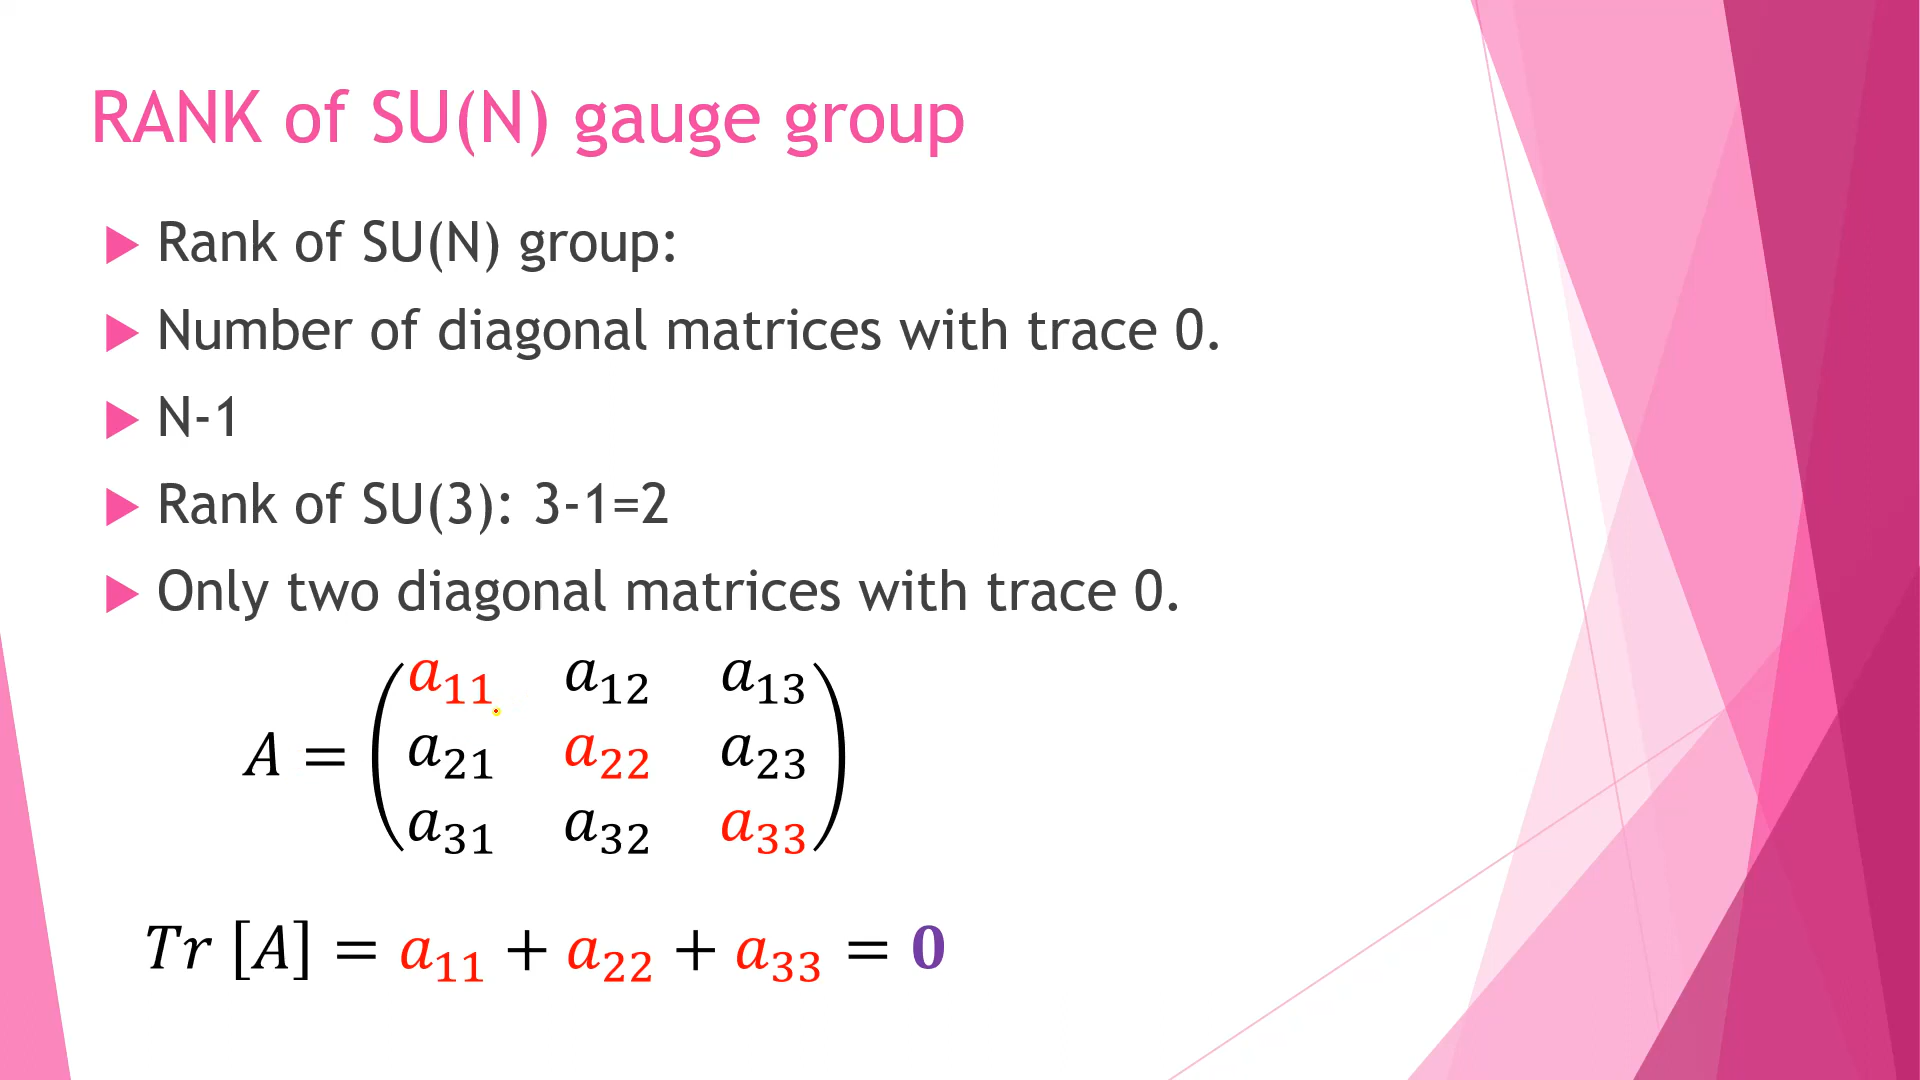 RANK of SU(N) gauge group
Rank of SU(N) group:
Number of diagonal matrices with trace 0.
N-1
Rank of SU(3): 3-1=2
Only two diagonal matrices with trace 0.
a₁₁ a₁₂ a₁₃
A = a₂₁ a₂₂ a₂₃
a₃₁ a₃₂ a₃₃
Tr [A] = a₁₁ + a₂₂ + a₃₃ = 0